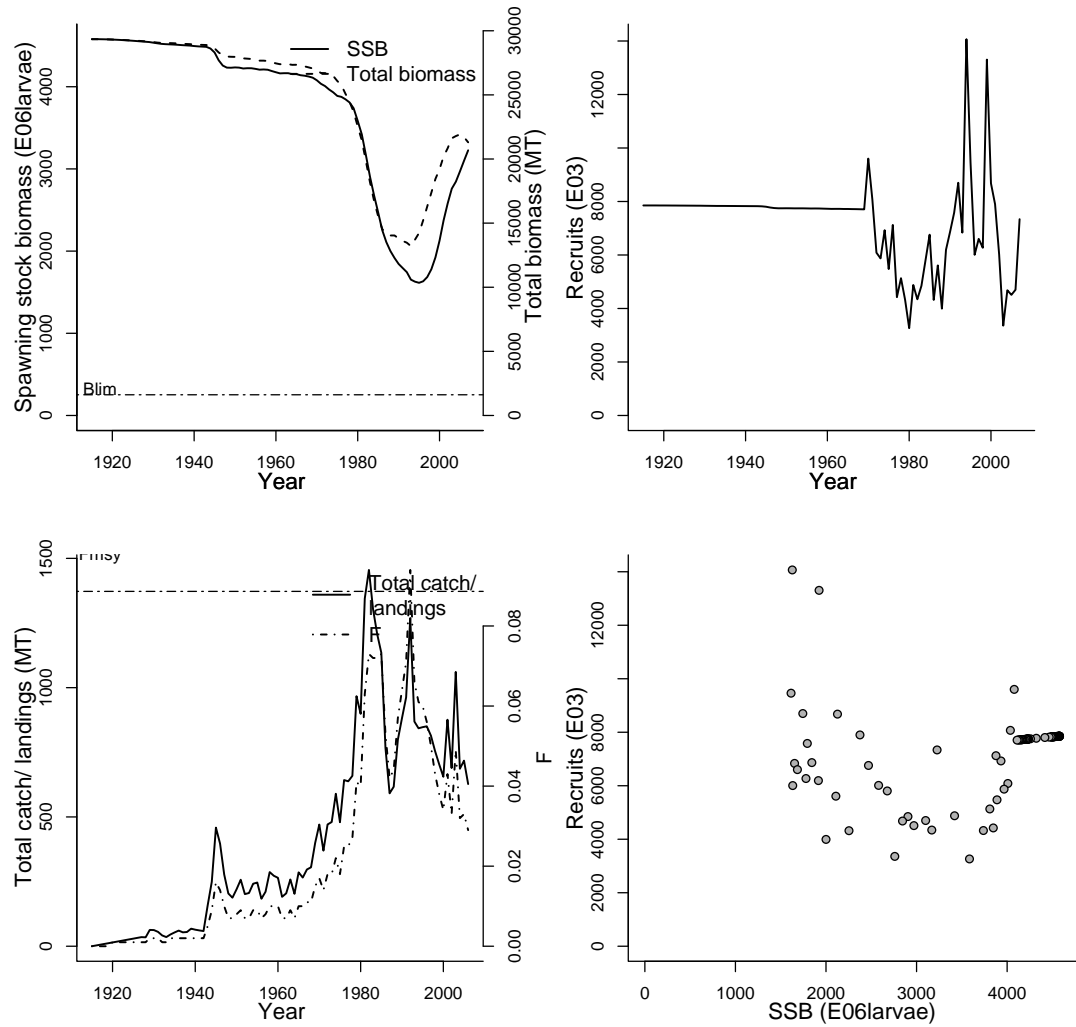 Spawning stock biomass (E06larvae)
0 1000 2000 3000 4000
SSB
Total biomass
Blim
0 5000 10000 15000 20000 25000 30000
Total biomass (MT)
1920 1940 1960 1980 2000
Year
Recruits (E03)
0 2000 4000 6000 8000 12000
1920 1940 1960 1980 2000
Year
Total catch/ landings (MT)
0 500 1000 1500
Fmsy
Total catch/
landings
F
0.00 0.02 0.04 0.06 0.08
F
1920 1940 1960 1980 2000
Year
Recruits (E03)
0 2000 4000 6000 8000 12000
0 1000 2000 3000 4000
SSB (E06larvae)